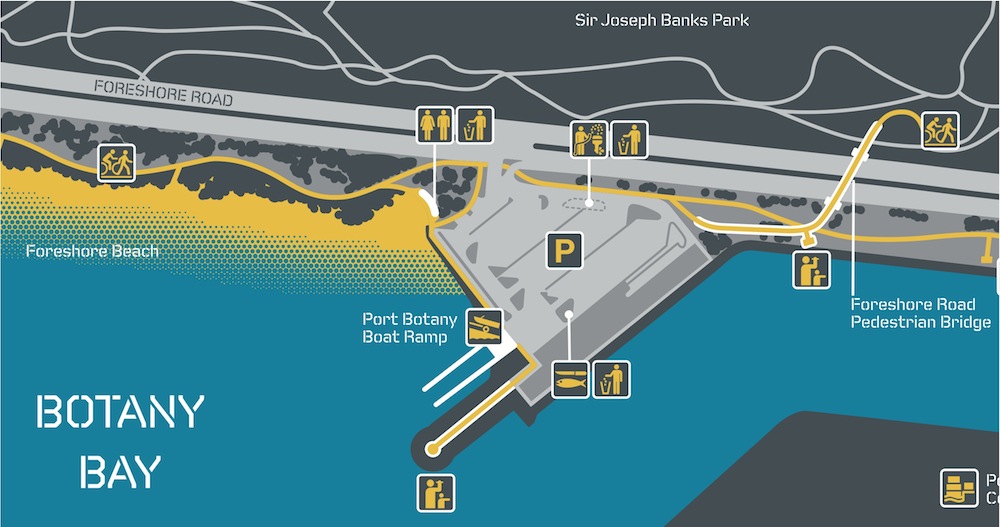 Sir Joseph Banks Park
FORESHORE ROAD
Foreshore Beach
P
Port Botany
Boat Ramp
Foreshore Road
Pedestrian Bridge
BOTANY
BAY